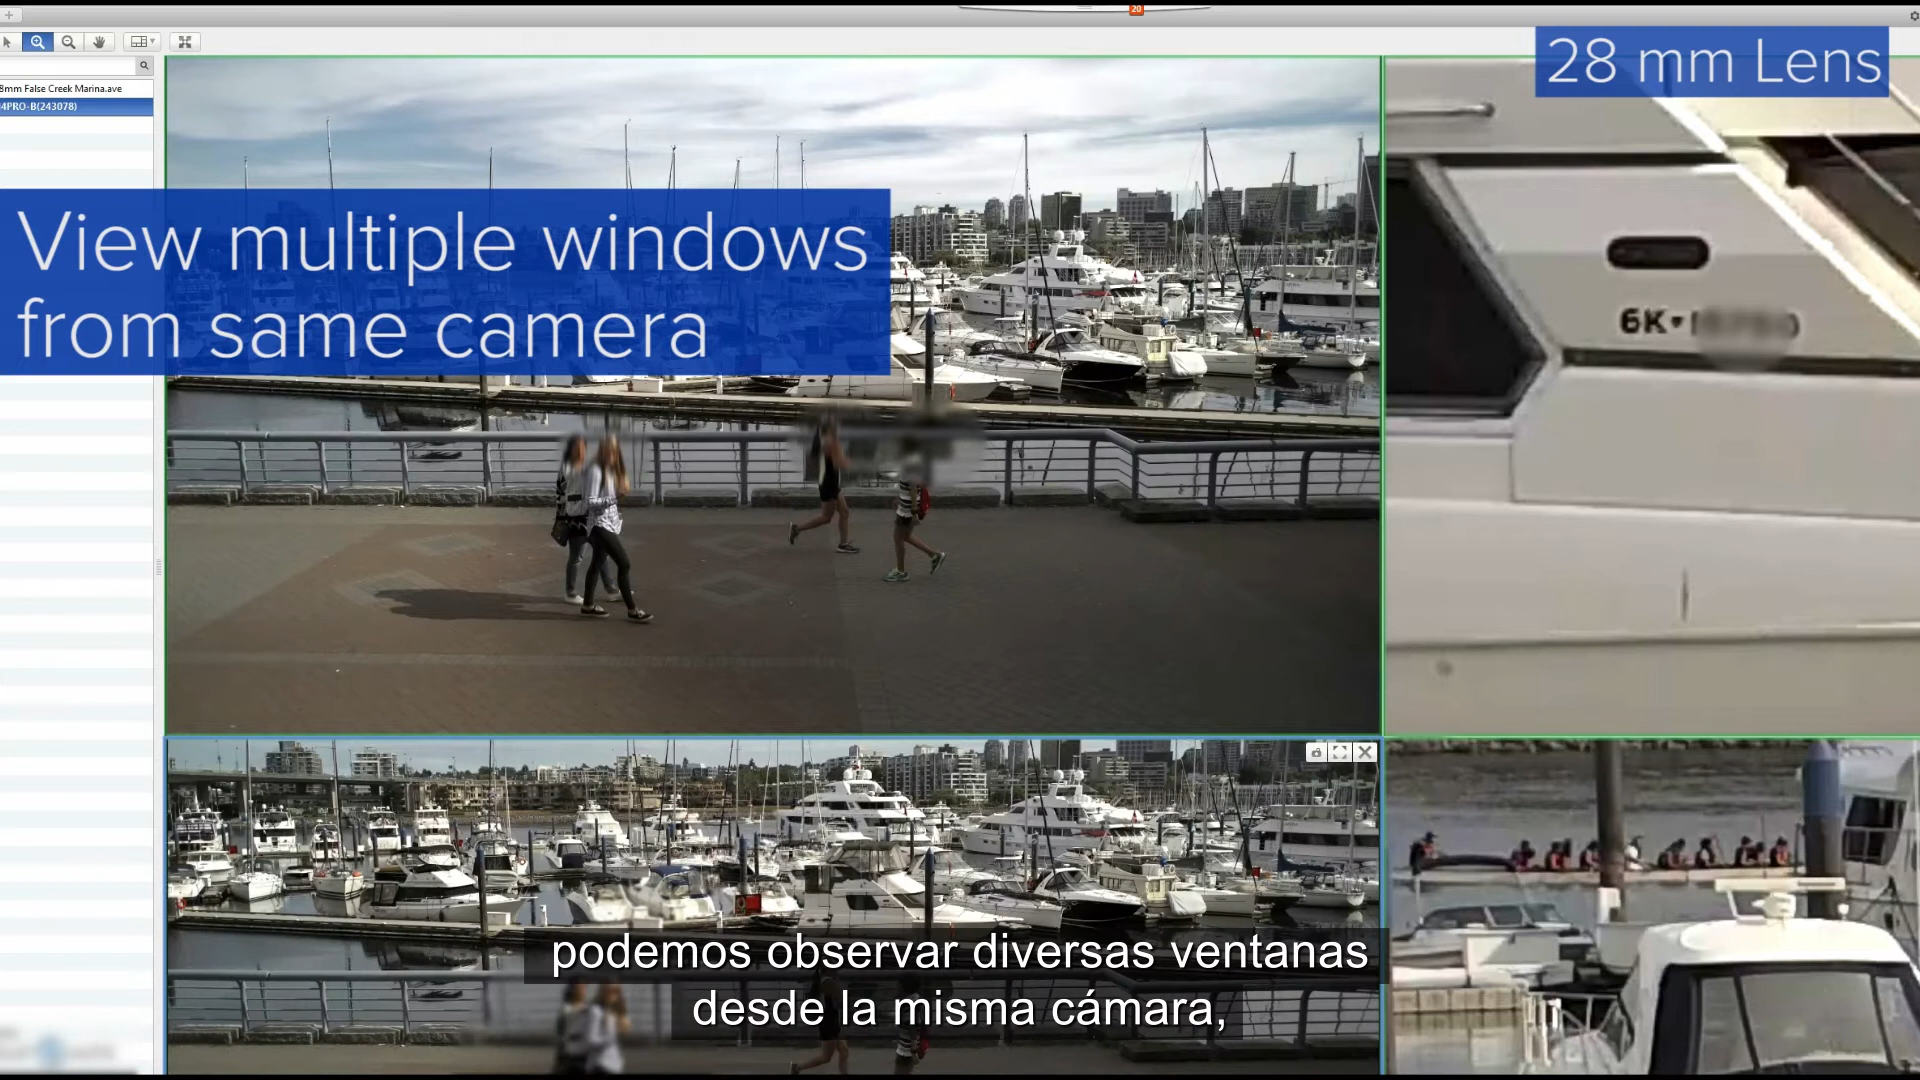 20
28 mm Lens
8mm False Creek Marina.ave
4PRO-B(243078)
View multiple windows
from same camera
6K
podemos observar diversas ventanas
desde la misma cámara,